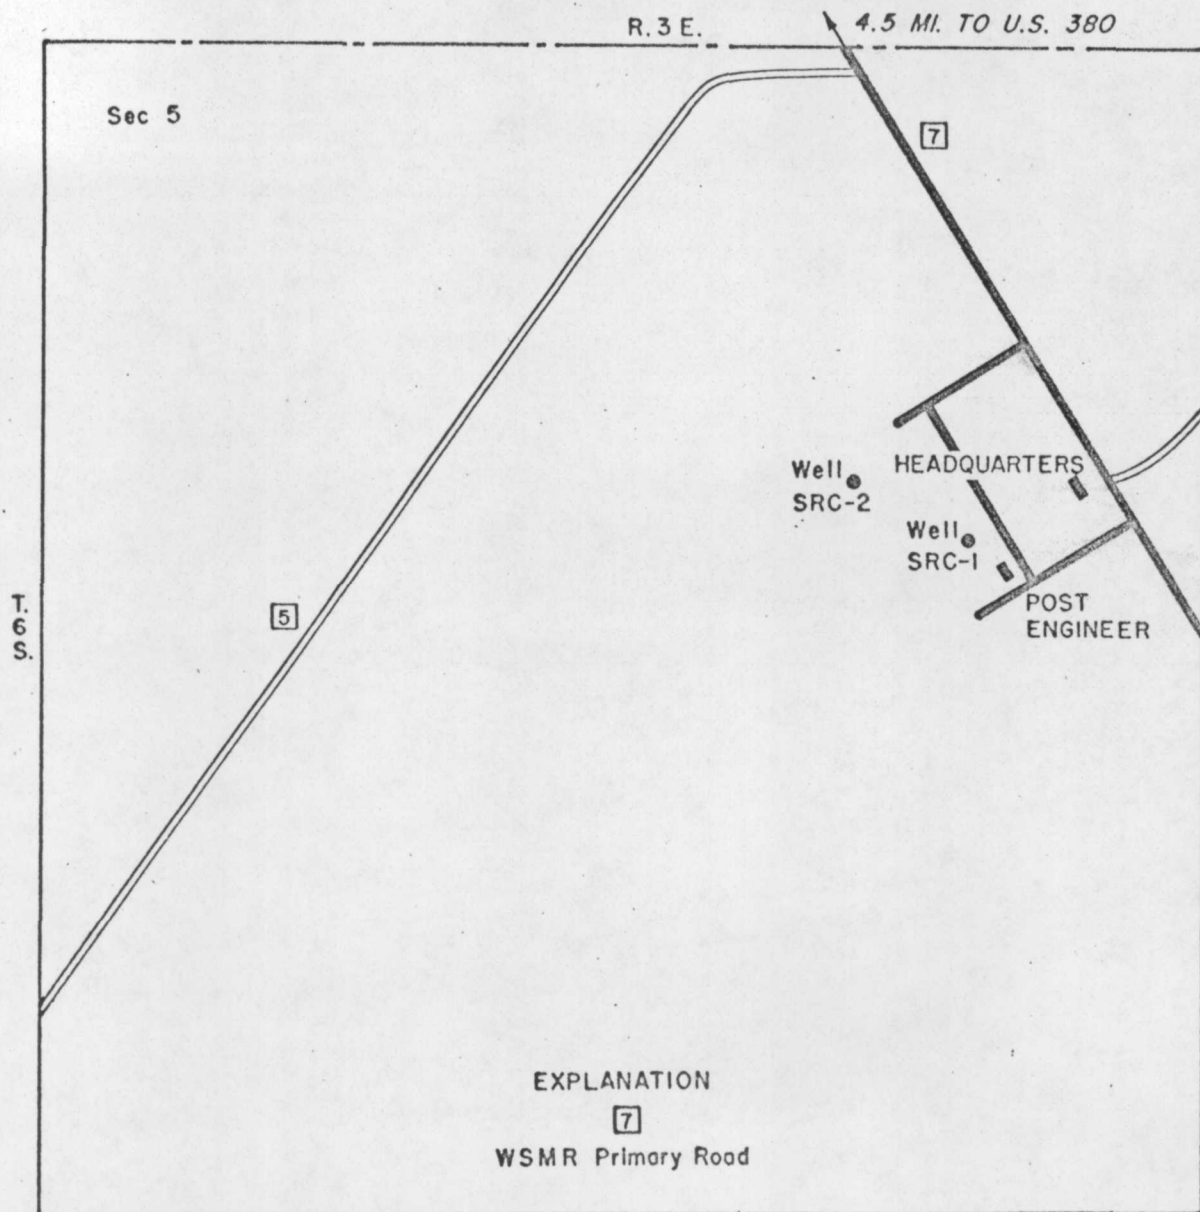 R. 3 E.
4.5 MI. TO U.S. 380
Sec 5
7
HEADQUARTERS
Well
SRC-2
Well
SRC-1
POST
ENGINEER
5
T.
6
S.
EXPLANATION
7
WSMR Primary Road